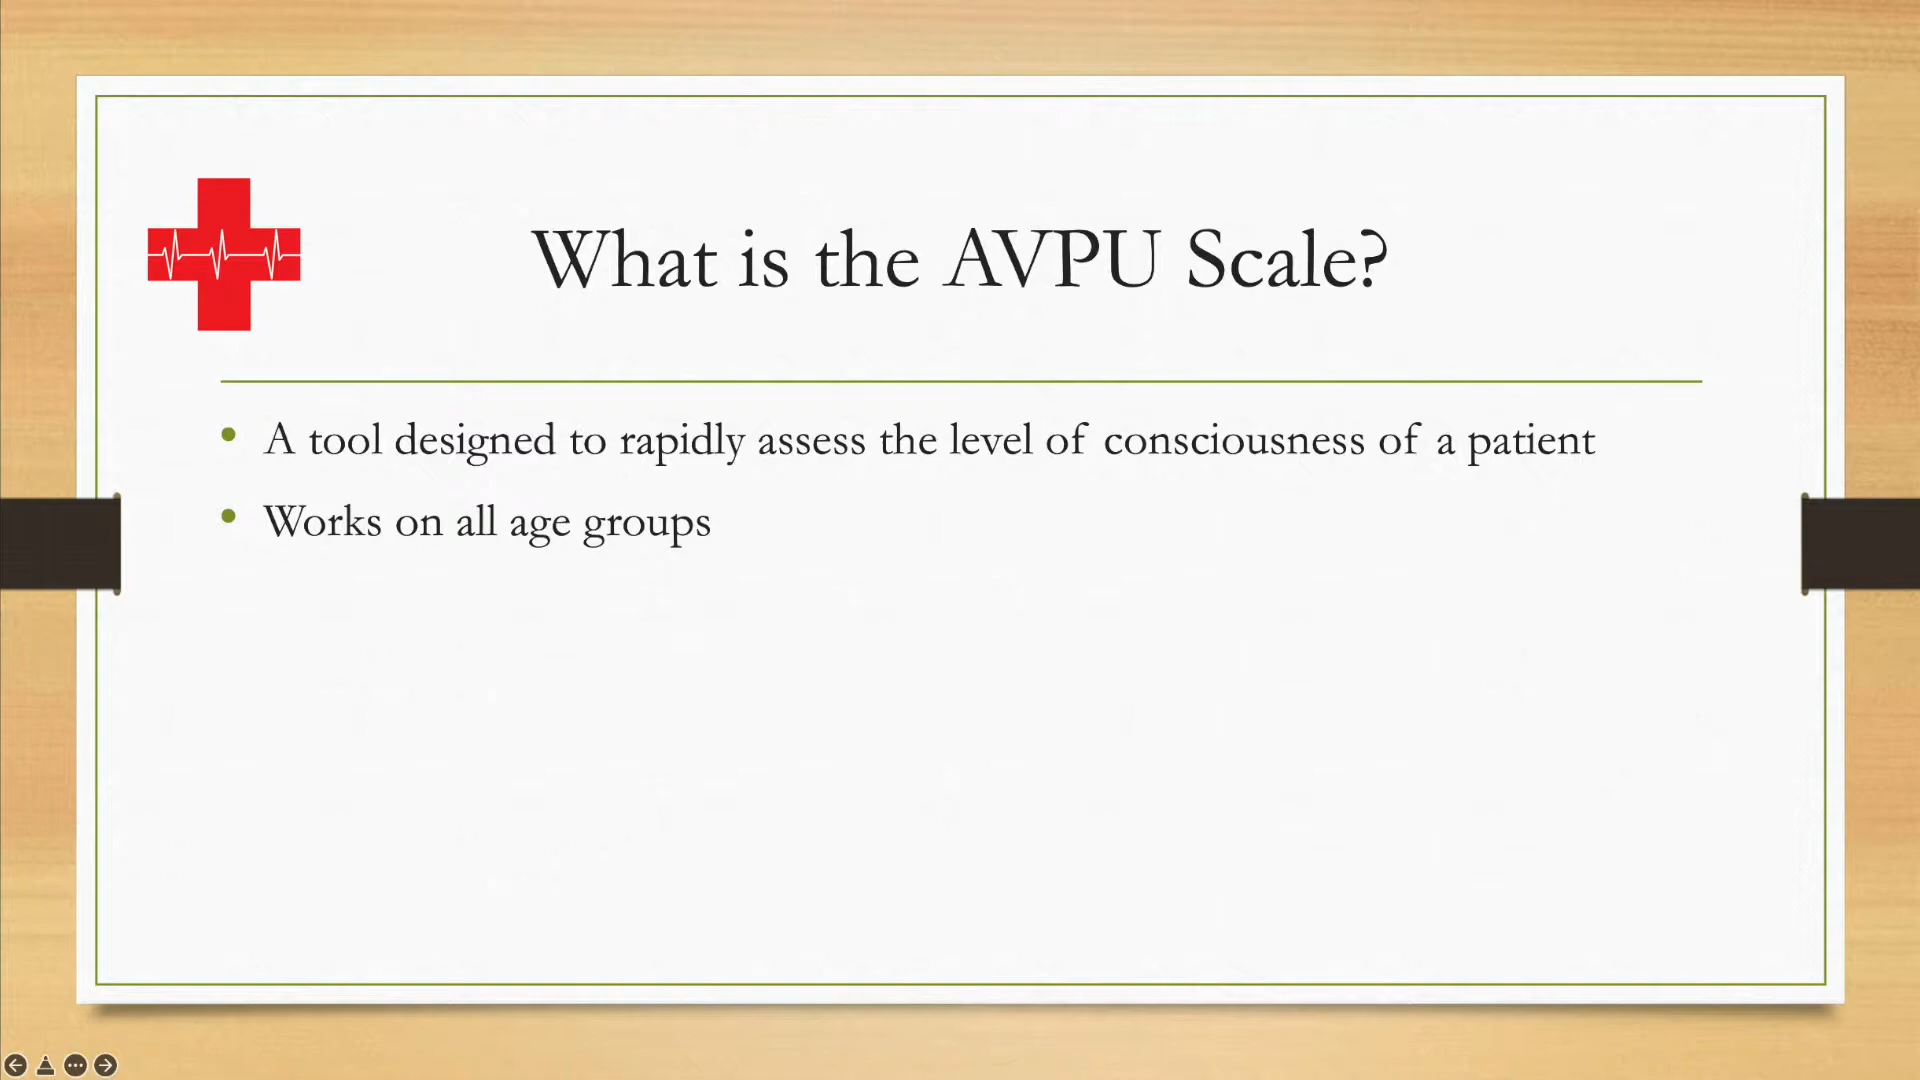 What is the AVPU Scale?
A tool designed to rapidly assess the level of consciousness of a patient
Works on all age groups